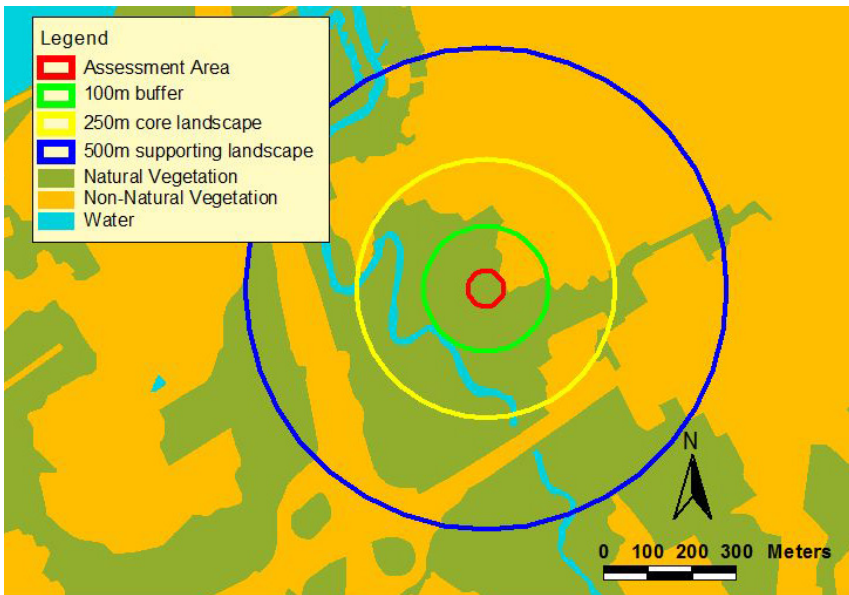 Legend
Assessment Area
100m buffer
250m core landscape
500m supporting landscape
Natural Vegetation
Non-Natural Vegetation
Water
N
0 100 200 300 Meters